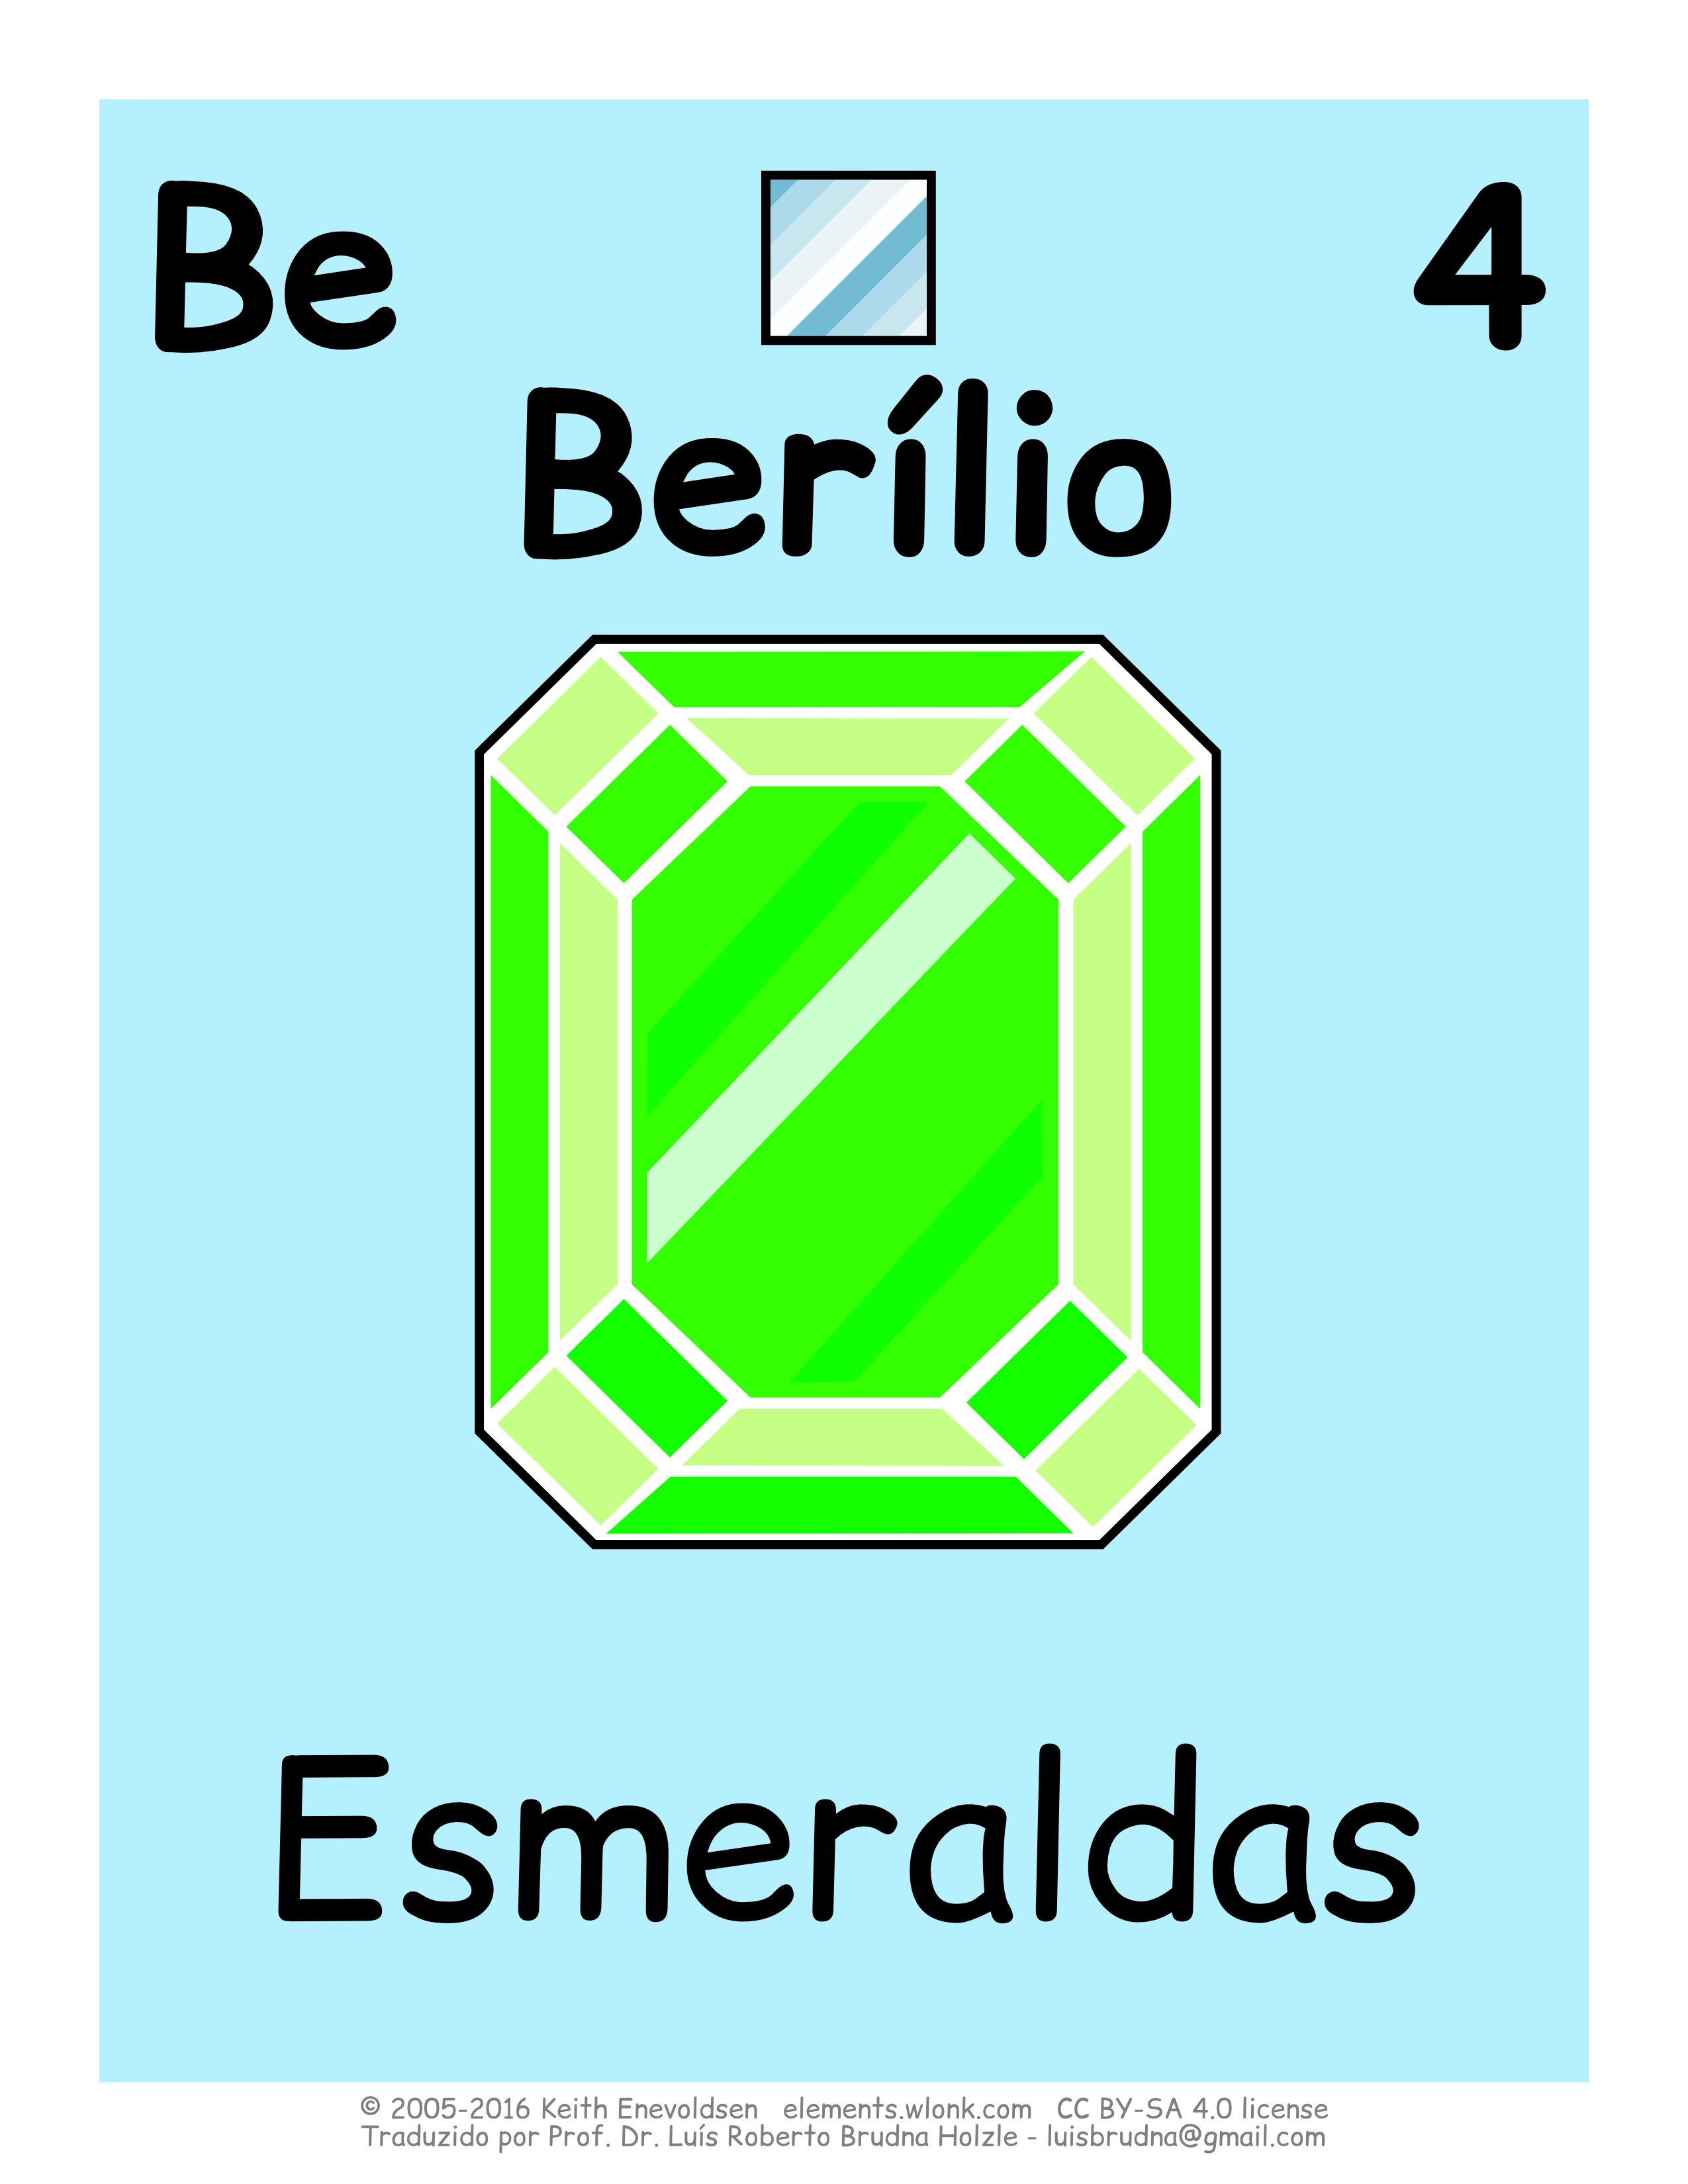 Be 4
Berílio
Esmeraldas
© 2005-2016 Keith Enevoldsen elements.wlonk.com CC BY-SA 4.0 license
Traduzido por Prof. Dr. Luís Roberto Brudna Holzle - luisbrudna@gmail.com